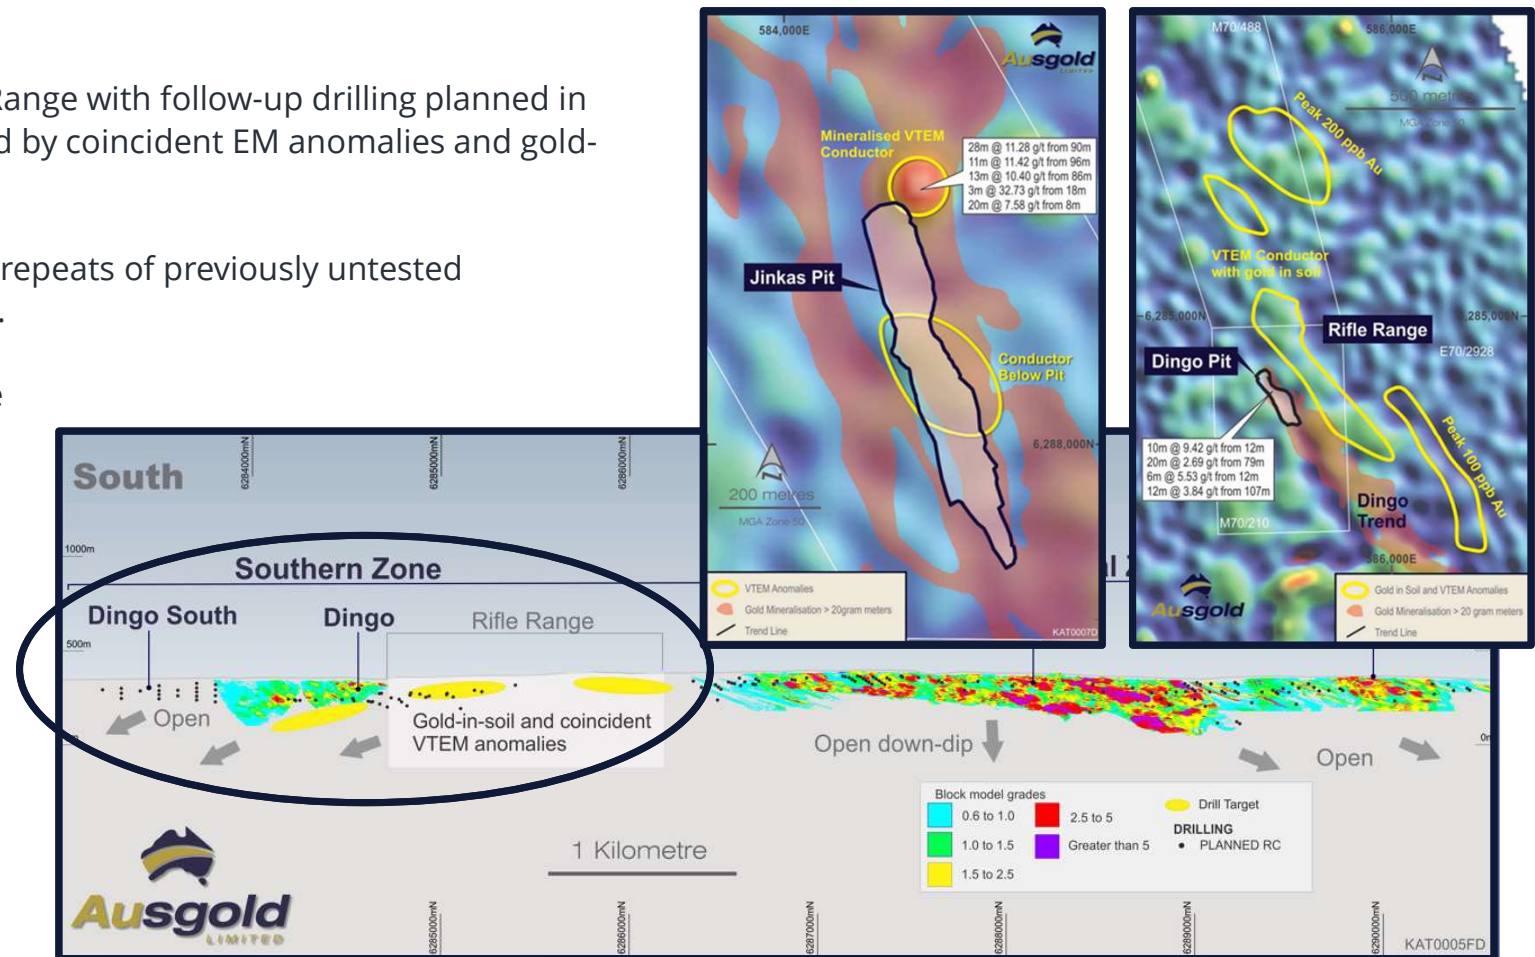 Range with follow-up drilling planned in
d by coincident EM anomalies and gold-
repeats of previously untested
.
e
584,000E
Ausgold
LIMITED
Mineralised VTEM
Conductor
28m @ 11.28 g/t from 90m
11m @ 11.42 g/t from 96m
13m @ 10.40 g/t from 86m
3m @ 32.73 g/t from 18m
20m @ 7.58 g/t from 8m
Jinkas Pit
Conductor
Below Pit
6,288,000N
200 metres
MGA Zone 50
VTEM Anomalies
Gold Mineralisation > 20gram meters
Trend Line
KAT0007D
M70/488
586,000E
500 metres
MGA Zone 50
Peak 200 ppb Au
VTEM Conductor
with gold in soil
6,285,000N
6,285,000N
Rifle Range
E70/2928
Dingo Pit
10m @ 9.42 g/t from 12m
20m @ 2.69 g/t from 79m
6m @ 5.53 g/t from 12m
12m @ 3.84 g/t from 107m
Peak 100 ppb Au
Dingo
Trend
M70/210
586,000E
Ausgold
LIMITED
Gold in Soil and VTEM Anomalies
Gold Mineralisation > 20 gram meters
Trend Line
South
6284000mN
6285000mN
6286000mN
1000m
Southern Zone
al Z
Dingo South
Dingo
Rifle Range
500m
Open
Gold-in-soil and coincident
VTEM anomalies
Open down-dip
Open
0m
Block model grades
0.6 to 1.0
1.0 to 1.5
1.5 to 2.5
2.5 to 5
Greater than 5
Drill Target
DRILLING
PLANNED RC
1 Kilometre
Ausgold
LIMITED
6285000mN
6286000mN
6287000mN
6288000mN
6289000mN
6290000mN
KAT0005FD